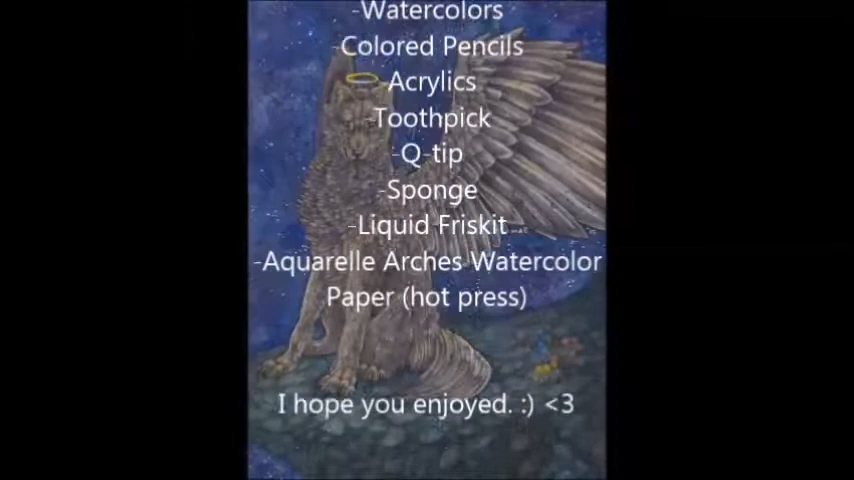 -Watercolors
-Colored Pencils
-Acrylics
-Toothpick
-Q-tip
-Sponge
-Liquid Friskit
-Aquarelle Arches Watercolor
Paper (hot press)
I hope you enjoyed. :) <3